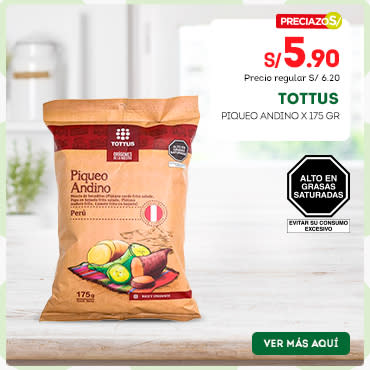 PRECIAZO S/
S/ 5.90
Precio regular S/ 6.20
TOTTUS
PIQUEO ANDINO X 175 GR
TOTTUS
Piqueo
Andino
Perú
175g
ALTO EN
GRASAS
SATURADAS
EVITAR SU CONSUMO
EXCESIVO
VER MÁS AQUÍ